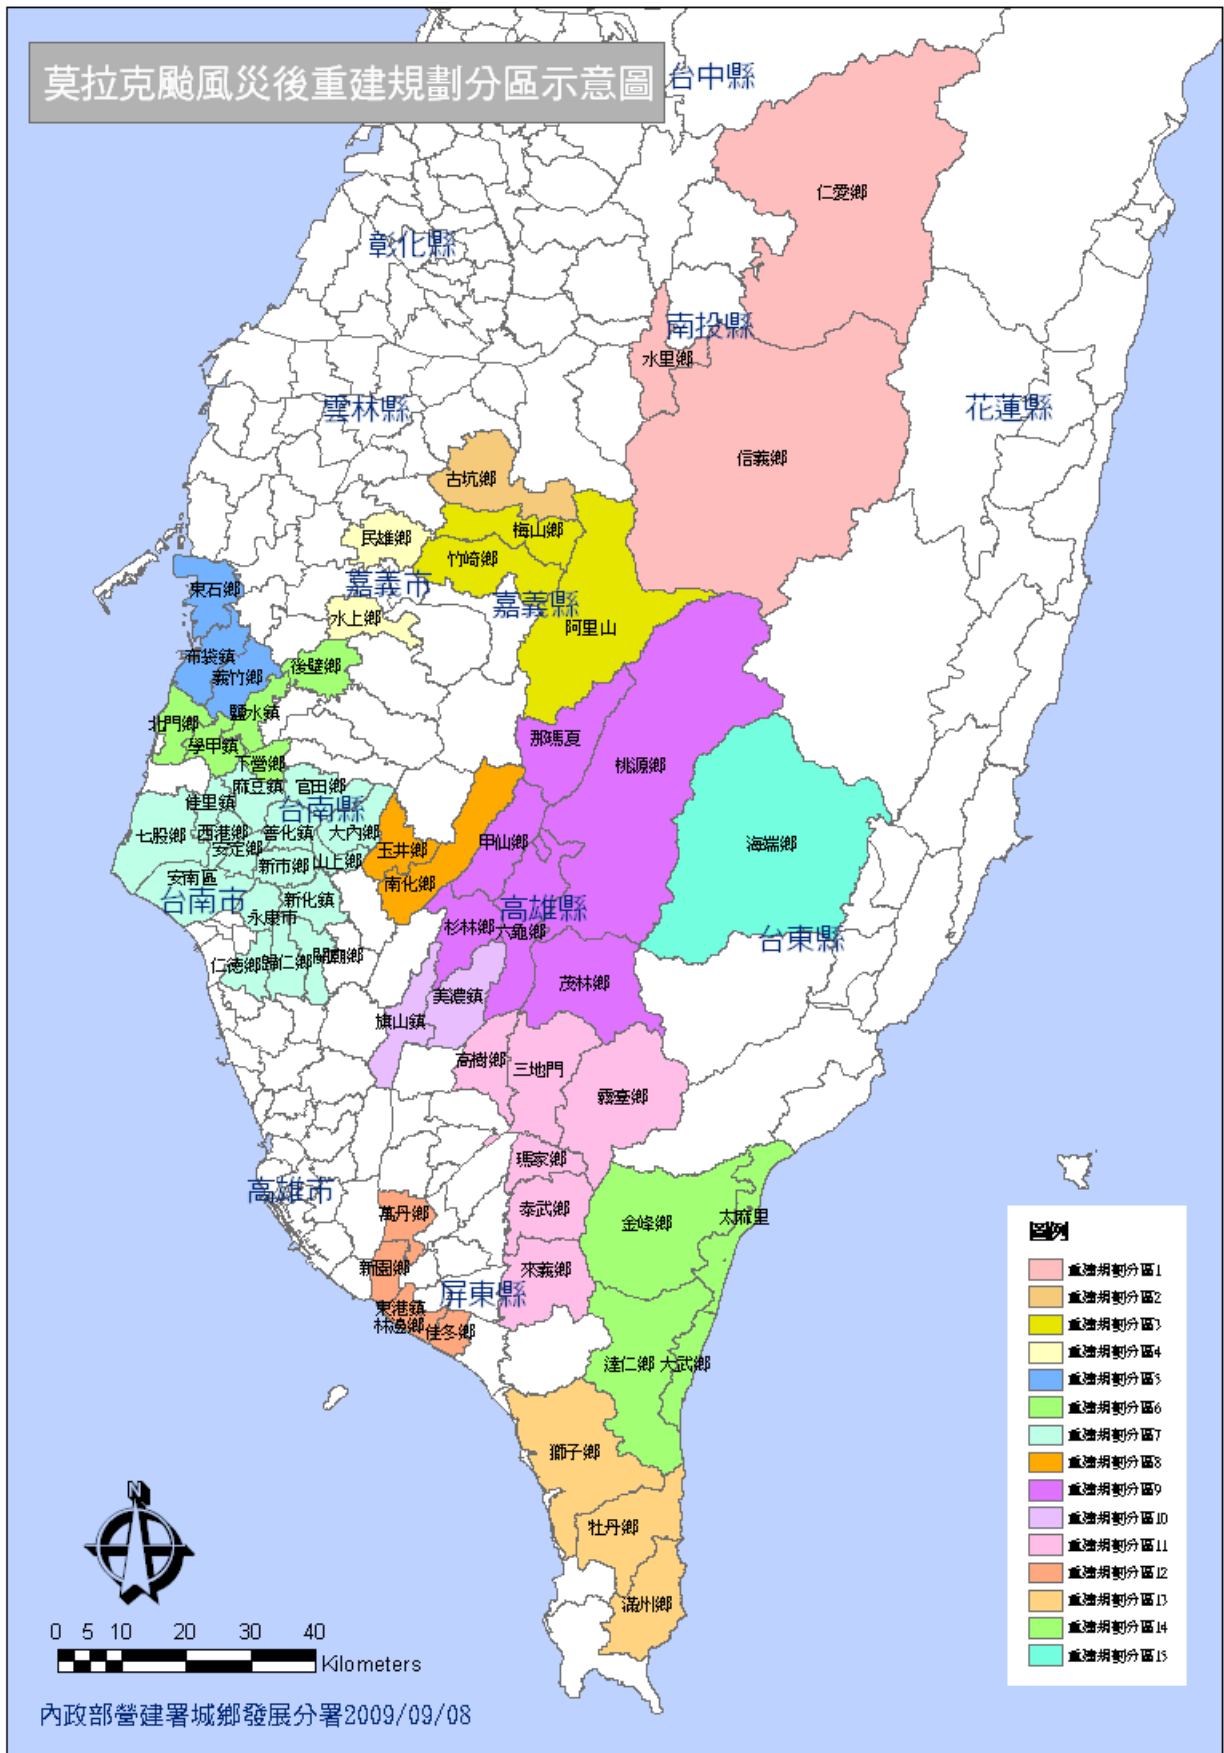 莫拉克颱風災後重建規劃分區示意圖
台中縣
仁愛鄉
彰化縣
南投縣
水里鄉
雲林縣
花蓮縣
信義鄉
古坑鄉
梅山鄉
民雄鄉
竹崎鄉
嘉義市
東石鄉
嘉義縣
水上鄉
阿里山
布袋鎮
後壁鄉
義竹鄉
鹽水鎮
北門鄉
學甲鎮
那瑪夏
下營鄉
桃源鄉
麻豆鎮
官田鄉
佳里鎮
台南縣
七股鄉
西港鄉
善化鎮
大內鄉
甲仙鄉
海端鄉
安定鄉
玉井鄉
新市鄉
山上鄉
安南區
南化鄉
台南市
新化鎮
高雄縣
永康市
杉林鄉
六龜鄉
台東縣
仁德鄉
歸仁鄉
關廟鄉
茂林鄉
美濃鎮
旗山鎮
高樹鄉
三地門
霧臺鄉
瑪家鄉
高雄市
泰武鄉
萬丹鄉
金峰鄉
太麻里
新園鄉
來義鄉
屏東縣
東港鎮
林邊鄉
佳冬鄉
達仁鄉
大武鄉
獅子鄉
牡丹鄉
滿州鄉
圖例
重建規劃分區1
重建規劃分區2
重建規劃分區3
重建規劃分區4
重建規劃分區5
重建規劃分區6
重建規劃分區7
重建規劃分區8
重建規劃分區9
重建規劃分區10
重建規劃分區11
重建規劃分區12
重建規劃分區13
重建規劃分區14
重建規劃分區15
N
0 5 10 20 30 40
Kilometers
內政部營建署城鄉發展分署2009/09/08